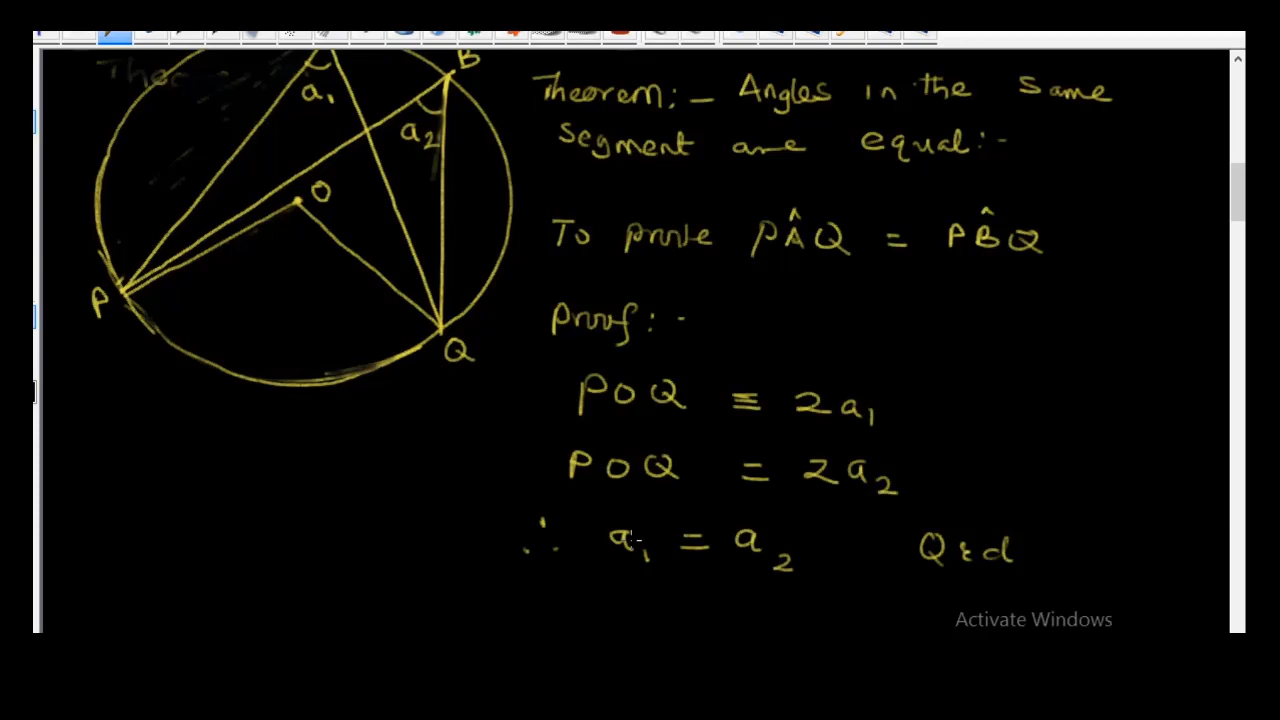 Theo
B
a1
a2
O
P
Q
Theorem:- Angles in the same
segment are equal:-
To prove PÂQ = PB̂Q
Proof:-
POQ = 2a1
POQ = 2a2
∴ a1 = a2 Qed
Activate Windows